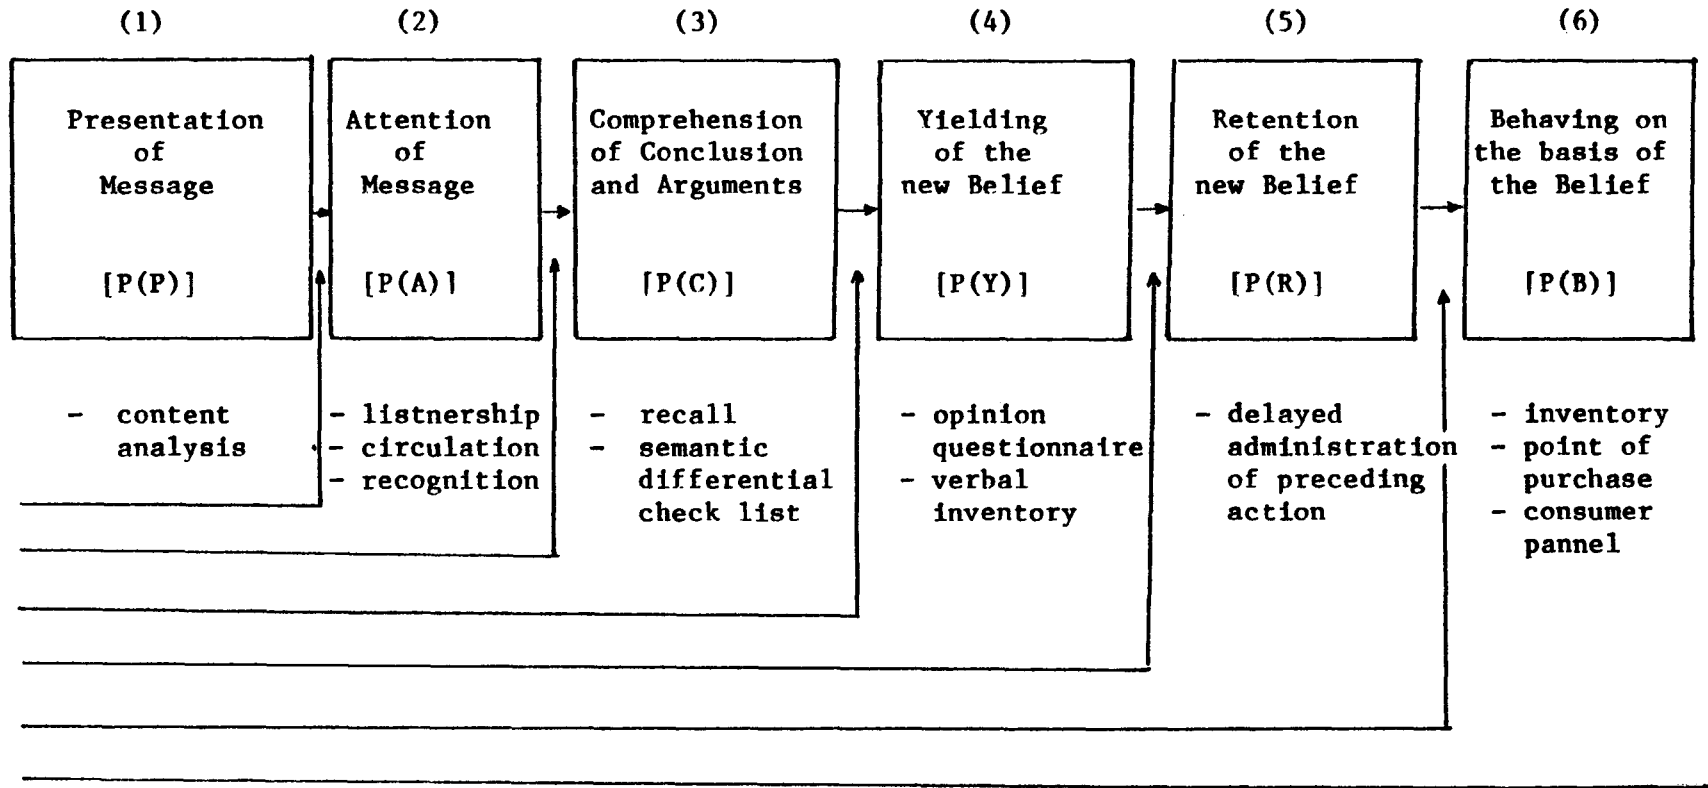 (1)
(2)
(3)
(4)
(5)
(6)
Presentation
of
Message
[P(P)]
Attention
of
Message
[P(A)]
Comprehension
of Conclusion
and Arguments
[P(C)]
Yielding
of the
new Belief
[P(Y)]
Retention
of the
new Belief
[P(R)]
Behaving on
the basis of
the Belief
[P(B)]
- content
analysis
- listnership
- circulation
- recognition
- recall
- semantic
differential
check list
- opinion
questionnaire
- verbal
inventory
- delayed
administration
of preceding
action
- inventory
- point of
purchase
- consumer
pannel